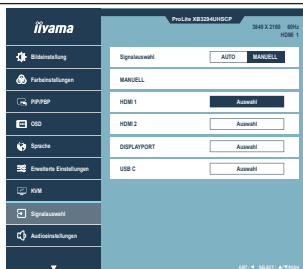 iiyama
ProLite XB3294UHSCP
3840 X 2160 60Hz
HDMI 1
Bildeinstellung
Farbeinstellungen
PIP/PBP
OSD
Sprache
Erweiterte Einstellungen
KVM
Signalauswahl
Audioeinstellungen
Signalauswahl AUTO MANUELL
MANUELL
HDMI 1 Auswahl
HDMI 2 Auswahl
DISPLAYPORT Auswahl
USB C Auswahl